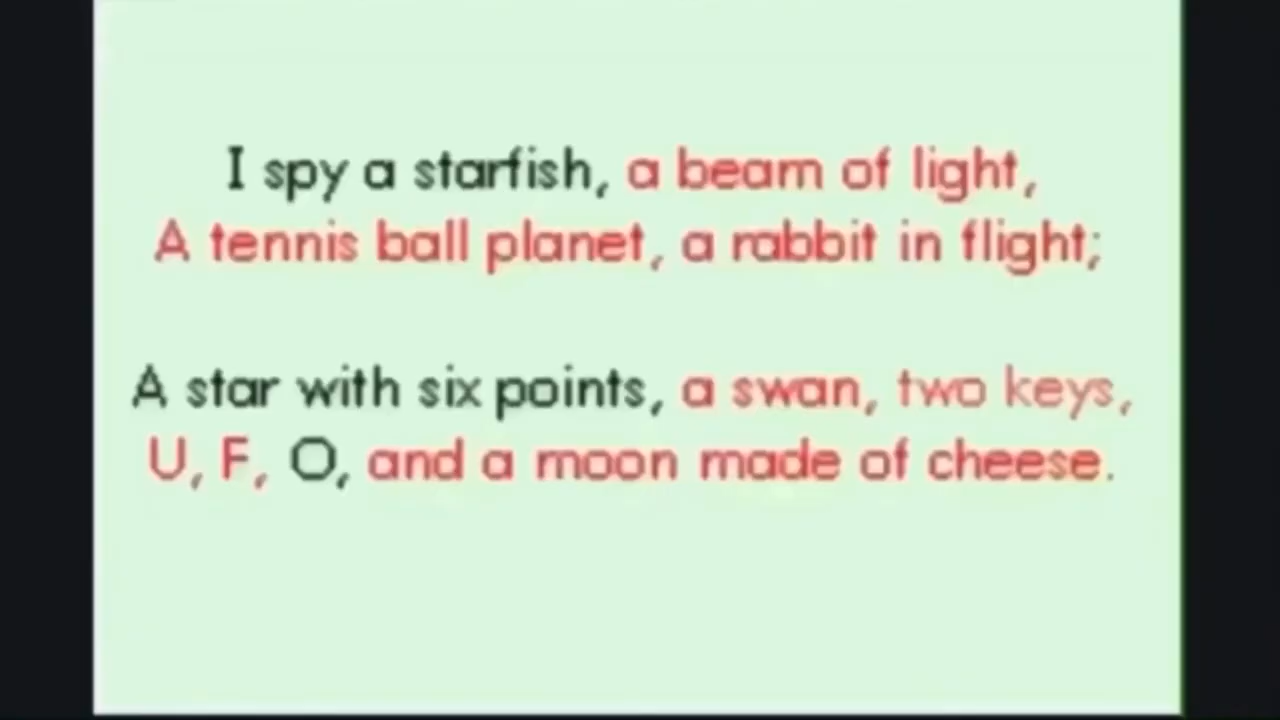 I spy a starfish, a beam of light,
A tennis ball planet, a rabbit in flight;
A star with six points, a swan, two keys,
U, F, O, and a moon made of cheese.